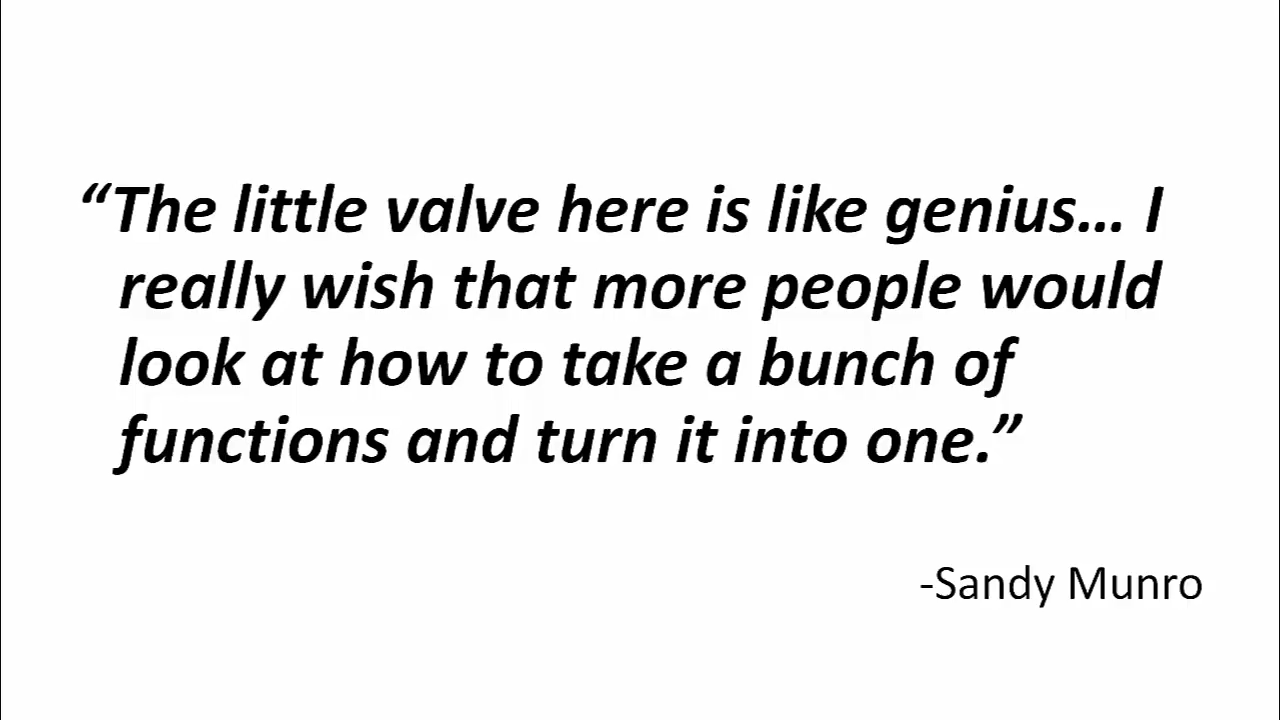 “The little valve here is like genius... I
really wish that more people would
look at how to take a bunch of
functions and turn it into one.”
-Sandy Munro